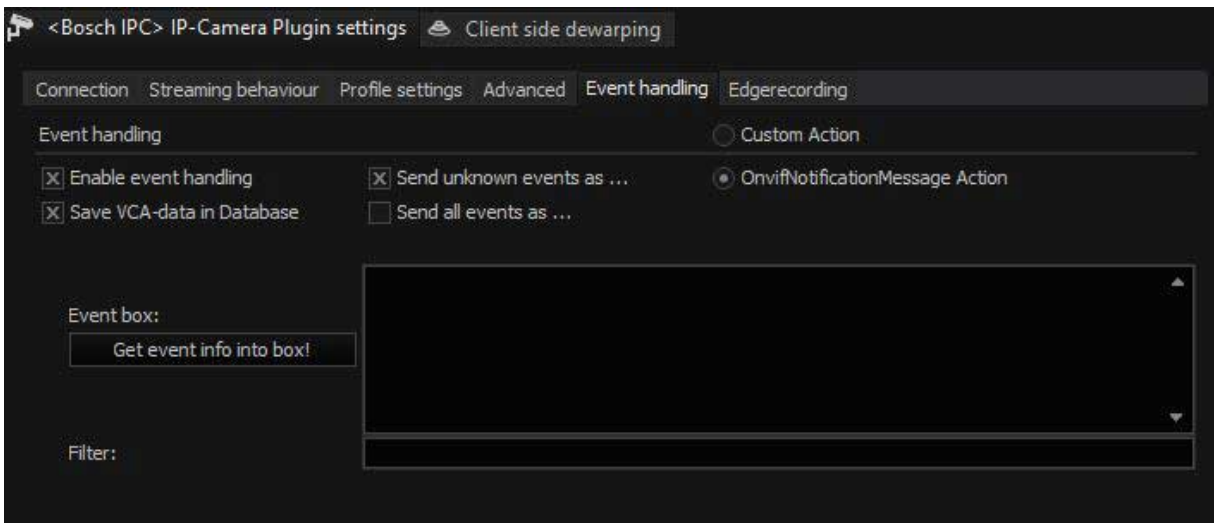 <Bosch IPC> IP-Camera Plugin settings Client side dewarping
Connection Streaming behaviour Profile settings Advanced Event handling Edgerecording
Event handling Custom Action
Enable event handling Send unknown events as ... OnvifNotificationMessage Action
Save VCA-data in Database Send all events as ...
Event box:
Get event info into box!
Filter: